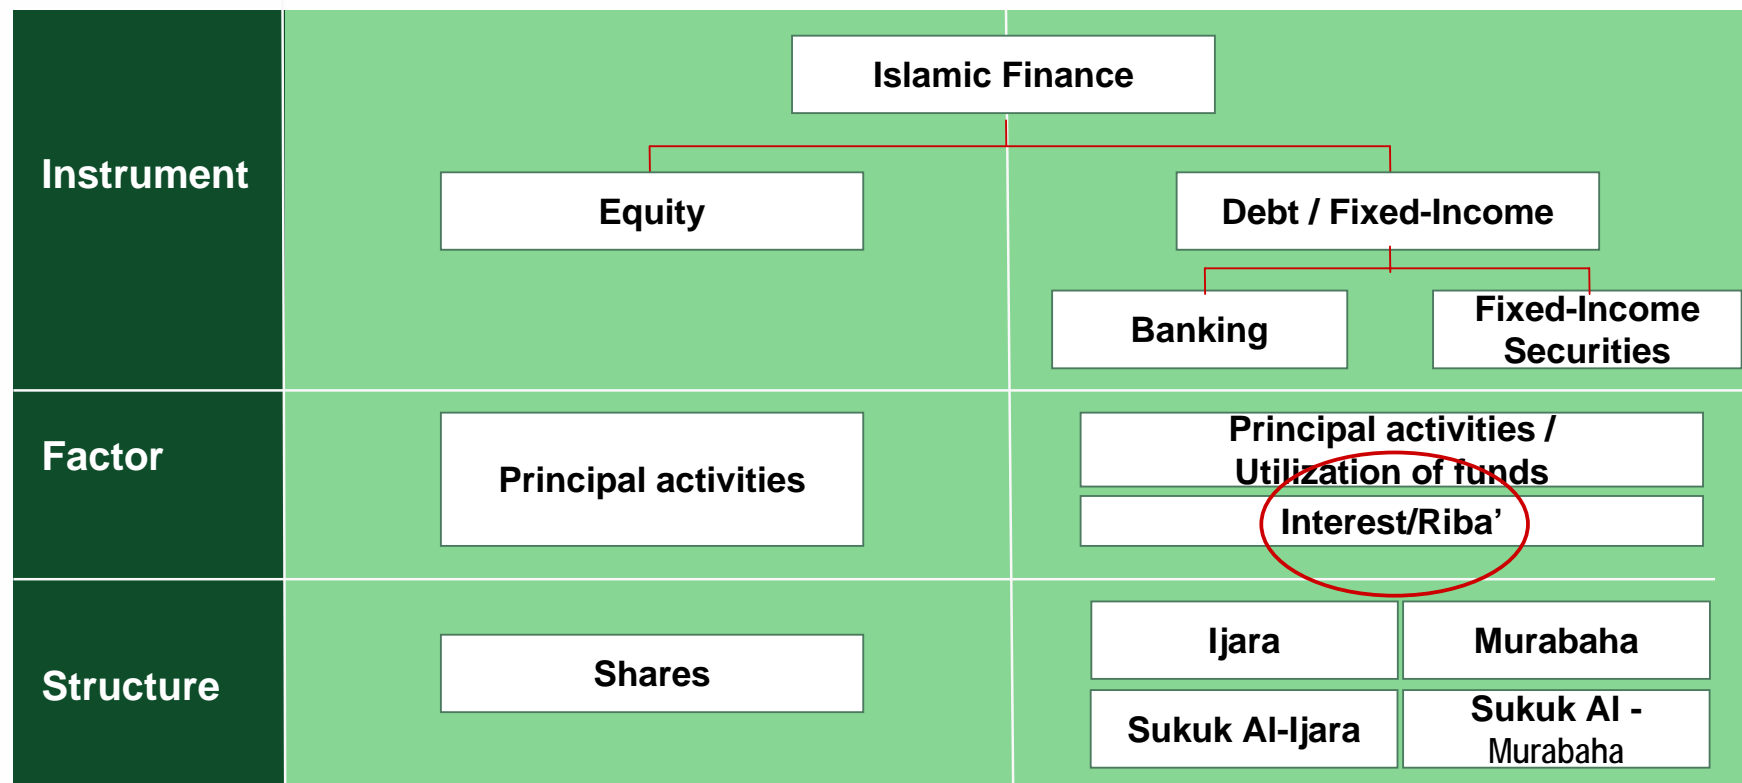 Islamic Finance
Instrument
Equity
Debt / Fixed-Income
Banking
Fixed-Income
Securities
Factor
Principal activities
Principal activities /
Utilization of funds
Interest/Riba’
Structure
Shares
Ijara
Murabaha
Sukuk Al-Ijara
Sukuk Al -
Murabaha